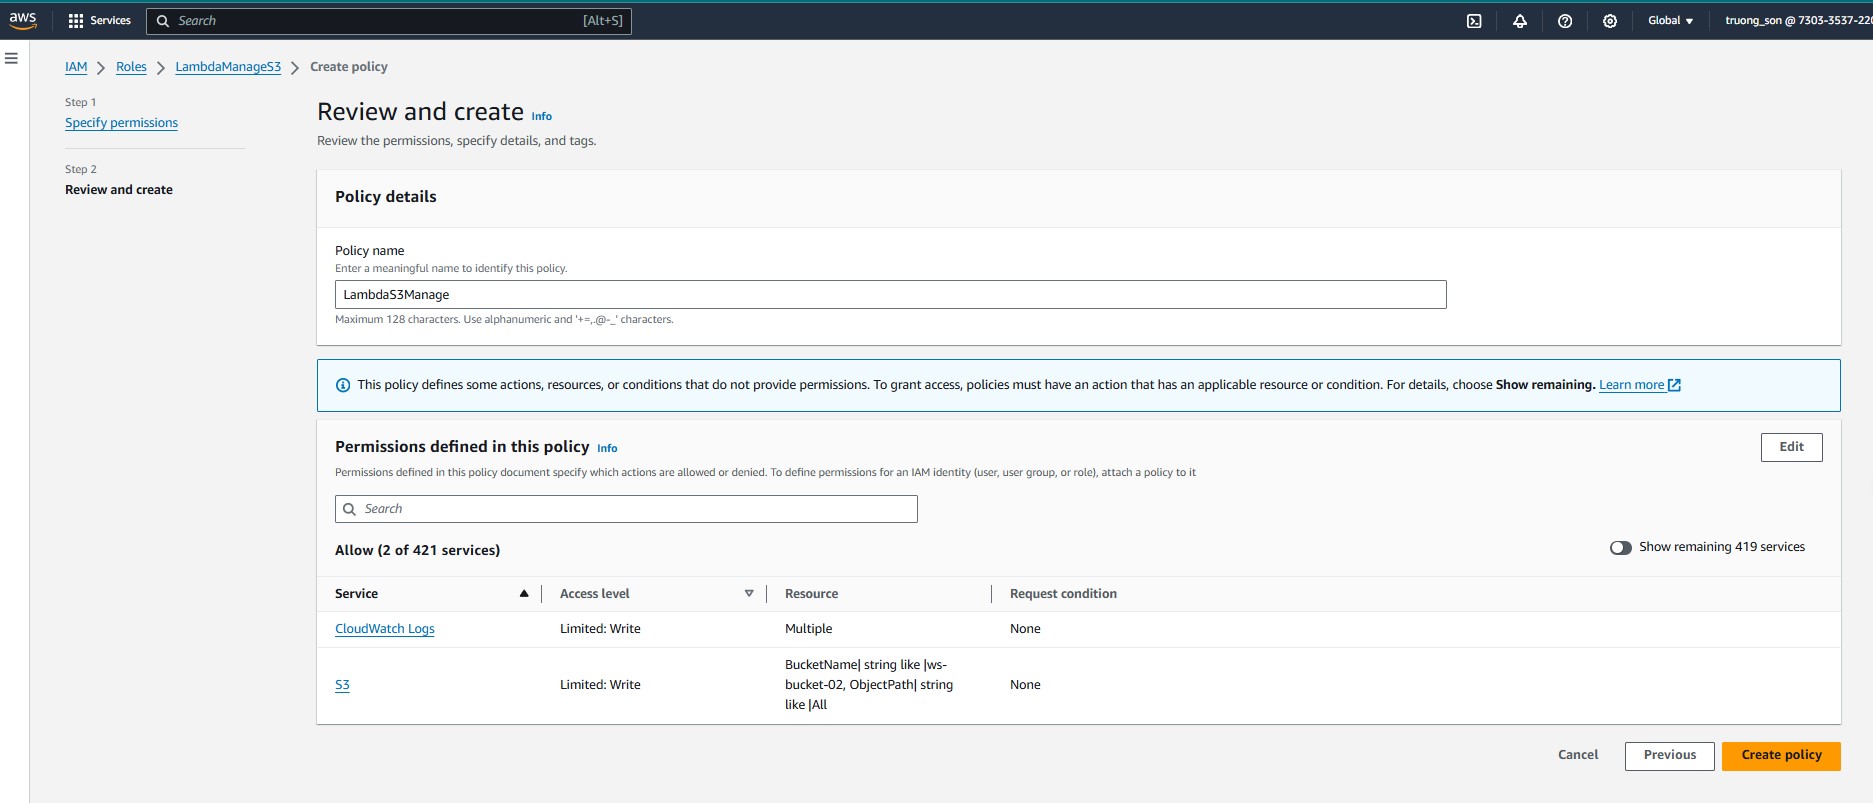 aws
Services
Search
[Alt+S]
Global
truong_son @ 7303-3537-220
IAM
Roles
LambdaManageS3
Create policy
Step 1
Specify permissions
Step 2
Review and create
Review and create Info
Review the permissions, specify details, and tags.
Policy details
Policy name
Enter a meaningful name to identify this policy.
LambdaS3Manage
Maximum 128 characters. Use alphanumeric and '+=,.@-_' characters.
This policy defines some actions, resources, or conditions that do not provide permissions. To grant access, policies must have an action that has an applicable resource or condition. For details, choose Show remaining. Learn more
Permissions defined in this policy Info
Edit
Permissions defined in this policy document specify which actions are allowed or denied. To define permissions for an IAM identity (user, user group, or role), attach a policy to it
Search
Allow (2 of 421 services)
Show remaining 419 services
Service
Access level
Resource
Request condition
CloudWatch Logs
Limited: Write
Multiple
None
S3
Limited: Write
BucketName| string like |ws-
bucket-02, ObjectPath| string
like |All
None
Cancel
Previous
Create policy